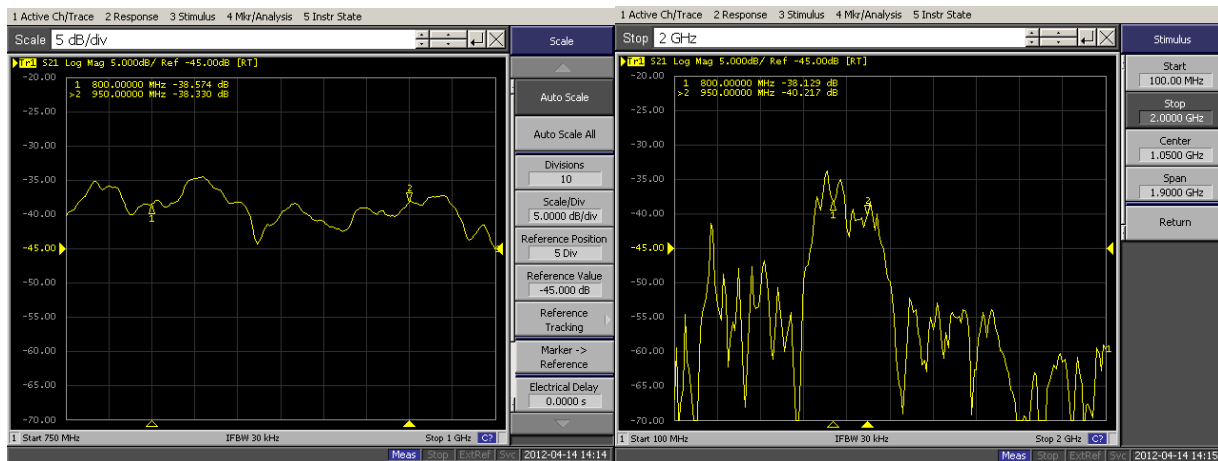 1 Active Ch/Trace 2 Response 3 Stimulus 4 Mkr/Analysis 5 Instr State
Scale 5 dB/div
Scale
Tr1 S21 Log Mag 5.000dB/ Ref -45.00dB [RT]
-20.00
1 800.00000 MHz -38.574 dB
>2 950.00000 MHz -38.330 dB
-25.00
-30.00
-35.00
-40.00
-45.00
-50.00
-55.00
-60.00
-65.00
-70.00
2
1
Auto Scale
Auto Scale All
Divisions
10
Scale/Div
5.0000 dB/div
Reference Position
5 Div
Reference Value
-45.000 dB
Reference
Tracking
Marker ->
Reference
Electrical Delay
0.0000 s
1 Start 750 MHz IFBW 30 kHz Stop 1 GHz C?
Meas Stop ExtRef Svc 2012-04-14 14:14
1 Active Ch/Trace 2 Response 3 Stimulus 4 Mkr/Analysis 5 Instr State
Stop 2 GHz
Stimulus
Tr1 S21 Log Mag 5.000dB/ Ref -45.00dB [RT]
-20.00
1 800.00000 MHz -38.129 dB
>2 950.00000 MHz -40.217 dB
-25.00
-30.00
-35.00
-40.00
-45.00
-50.00
-55.00
-60.00
-65.00
-70.00
2
1
Start
100.00 MHz
Stop
2.0000 GHz
Center
1.0500 GHz
Span
1.9000 GHz
Return
1 Start 100 MHz IFBW 30 kHz Stop 2 GHz C?
Meas Stop ExtRef Svc 2012-04-14 14:15